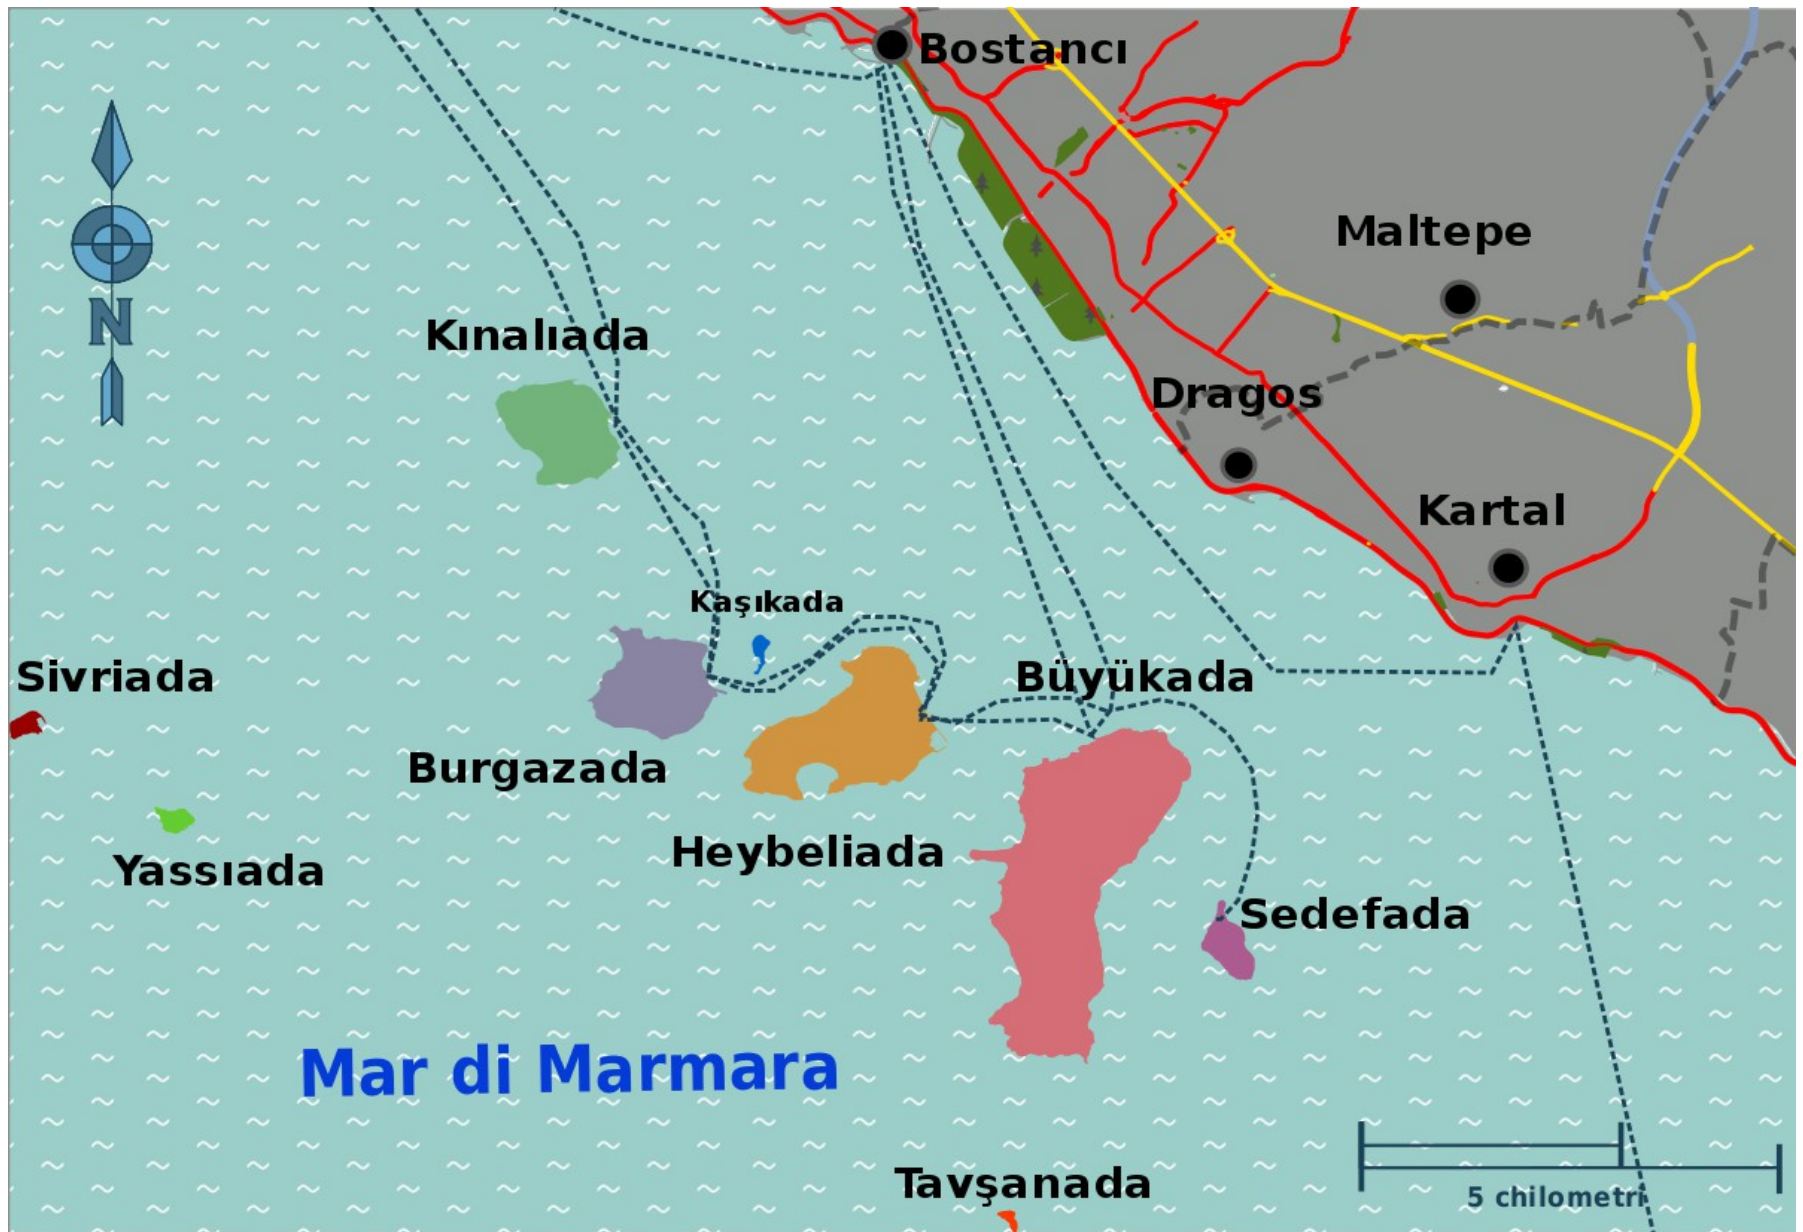 Bostancı
Maltepe
N
Kınalıada
Dragos
Kartal
Kaşıkada
Sivriada
Büyükada
Burgazada
Heybeliada
Yassıada
Sedefada
Mar di Marmara
Tavşanada
5 chilometri